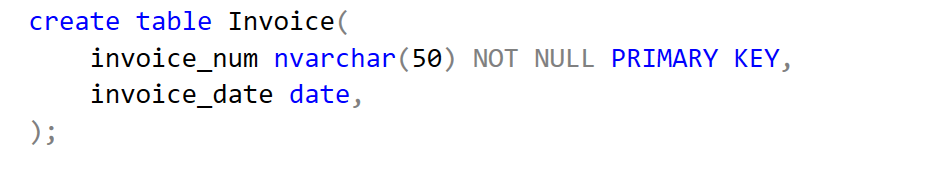 create table Invoice(
    invoice_num nvarchar(50) NOT NULL PRIMARY KEY,
    invoice_date date,
);